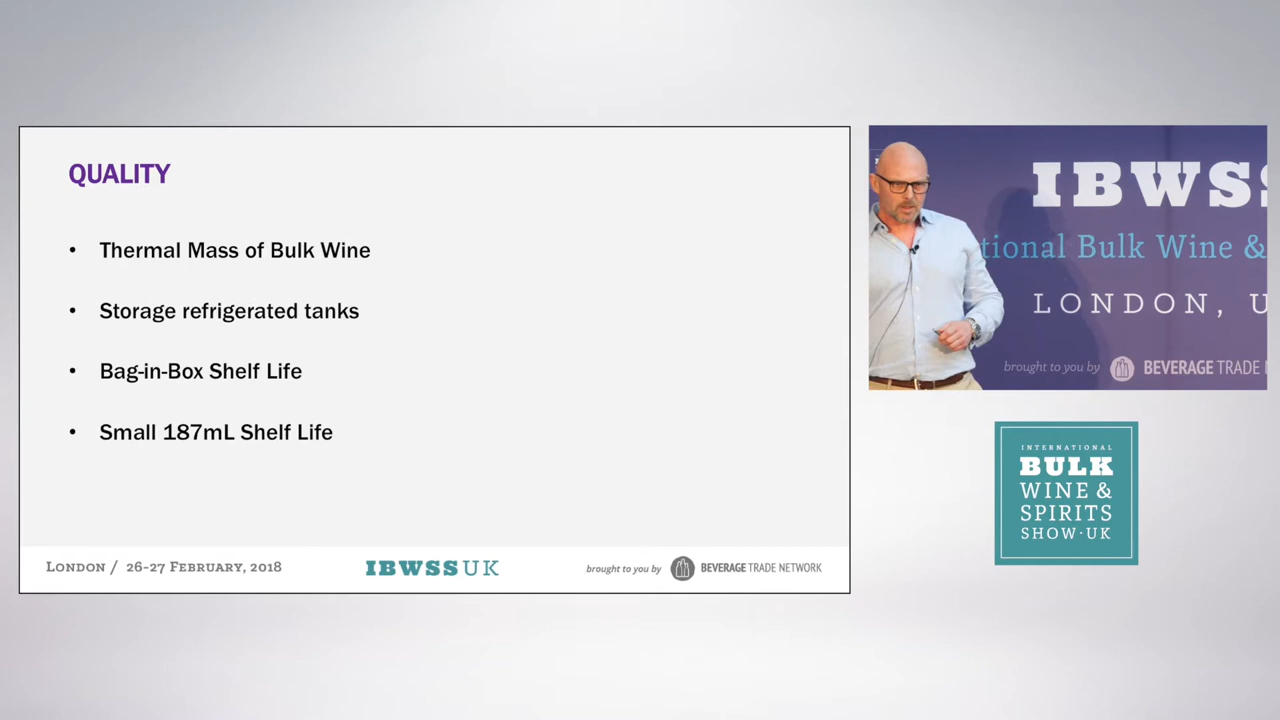 QUALITY
• Thermal Mass of Bulk Wine
• Storage refrigerated tanks
• Bag-in-Box Shelf Life
• Small 187mL Shelf Life
London / 26-27 February, 2018
IBWSS UK
brought to you by BEVERAGE TRADE NETWORK
IBWSS
tional Bulk Wine &
LONDON, U
brought to you by BEVERAGE TRADE N
INTERNATIONAL
BULK
WINE &
SPIRITS
SHOW·UK